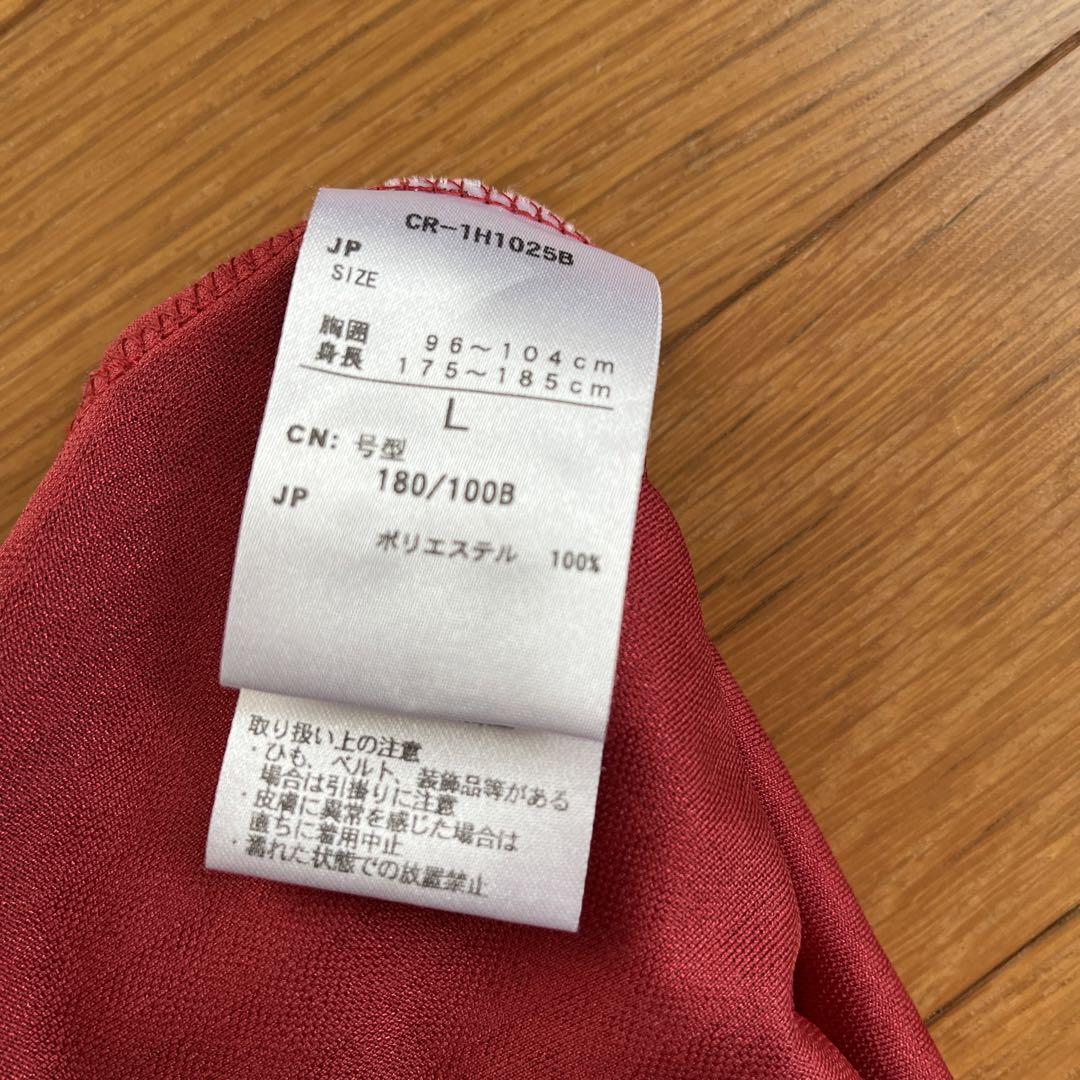 CR-1H1025B
JP
SIZE
胸囲 96~104cm
身長 175~185cm
L
CN: 号型
180/100B
JP
ポリエステル 100%
取り扱い上の注意
・ひも、ベルト、装飾品等がある
場合は引掛りに注意
・皮膚に異常を感じた場合は
直ちに着用中止
・濡れた状態での放置禁止